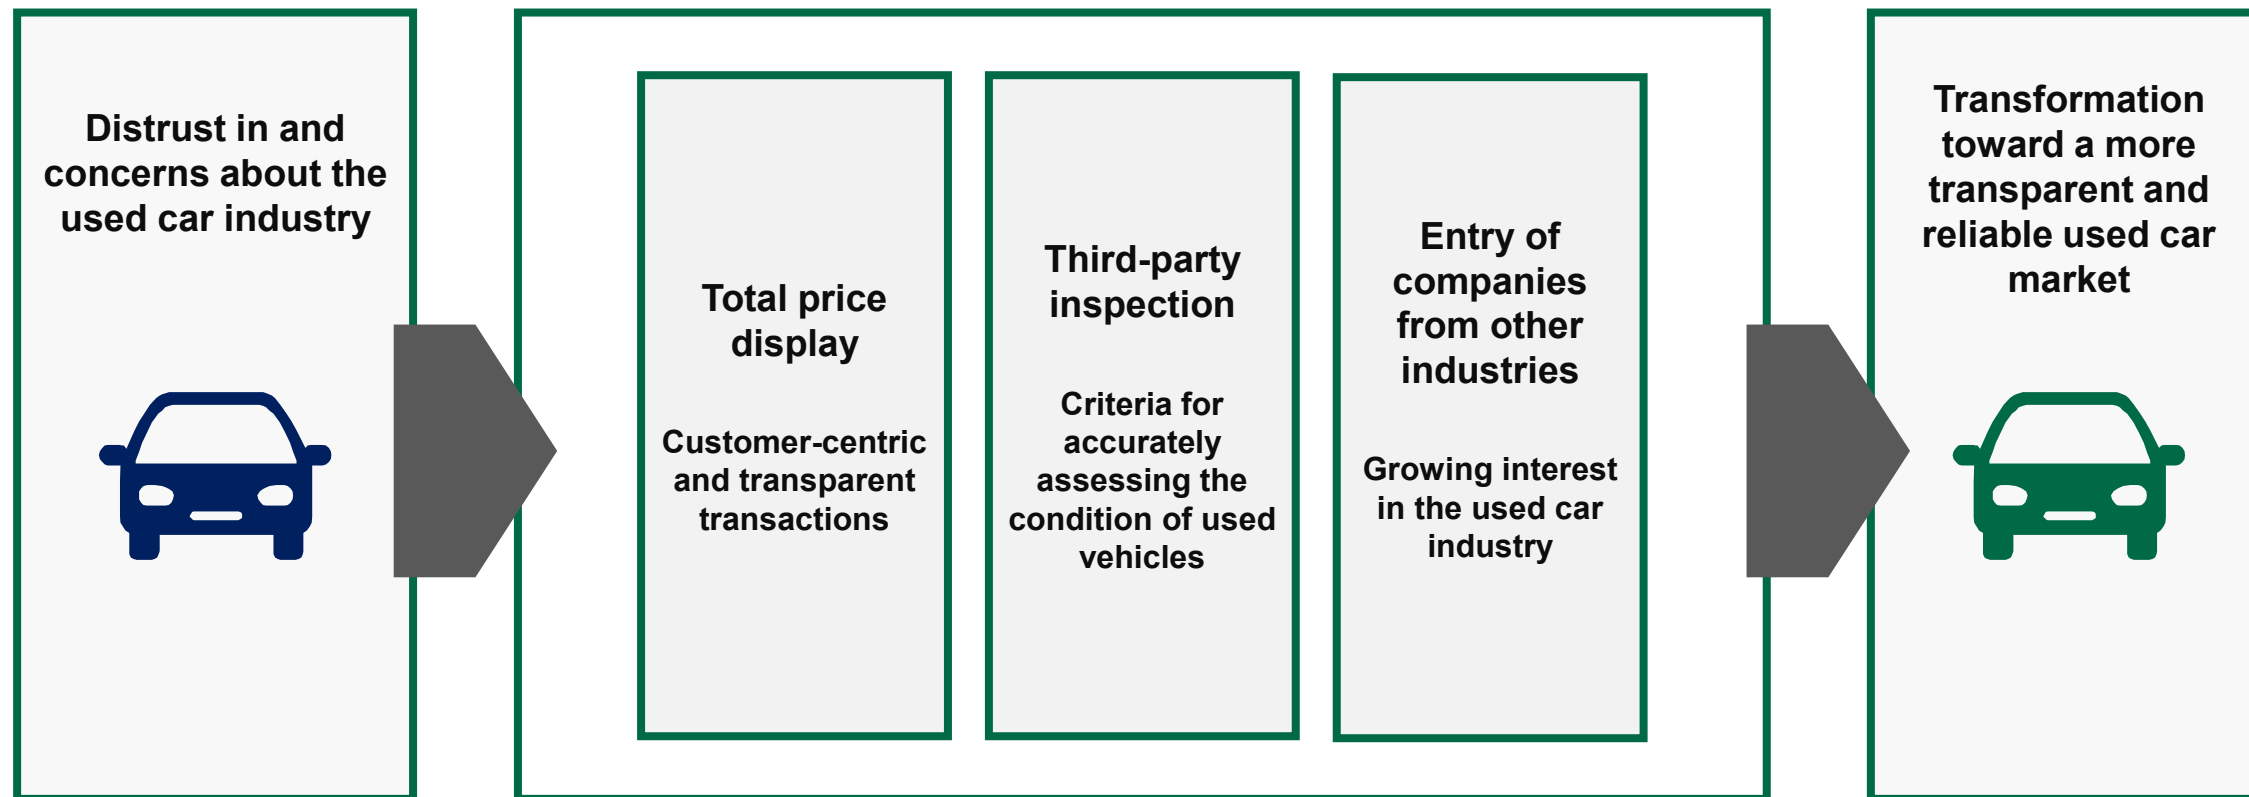 Distrust in and
concerns about the
used car industry
Total price
display
Customer-centric
and transparent
transactions
Third-party
inspection
Criteria for
accurately
assessing the
condition of used
vehicles
Entry of
companies
from other
industries
Growing interest
in the used car
industry
Transformation
toward a more
transparent and
reliable used car
market